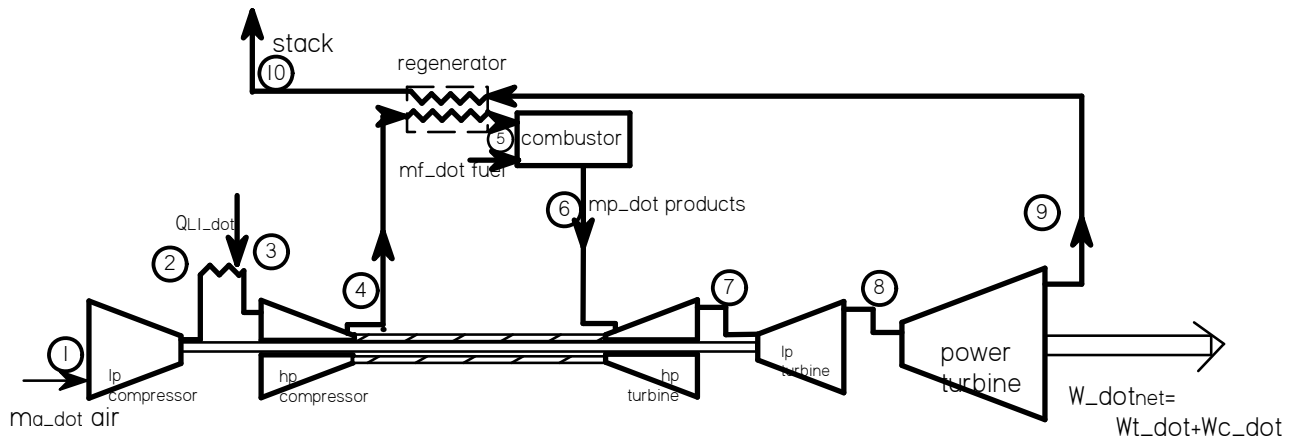 stack
10
regenerator
5
combustor
mf_dot fuel
6
mp_dot products
9
QLI_dot
2
3
4
7
8
1
lp
compressor
hp
compressor
hp
turbine
lp
turbine
power
turbine
ma_dot air
W_dotnet=
Wt_dot+Wc_dot